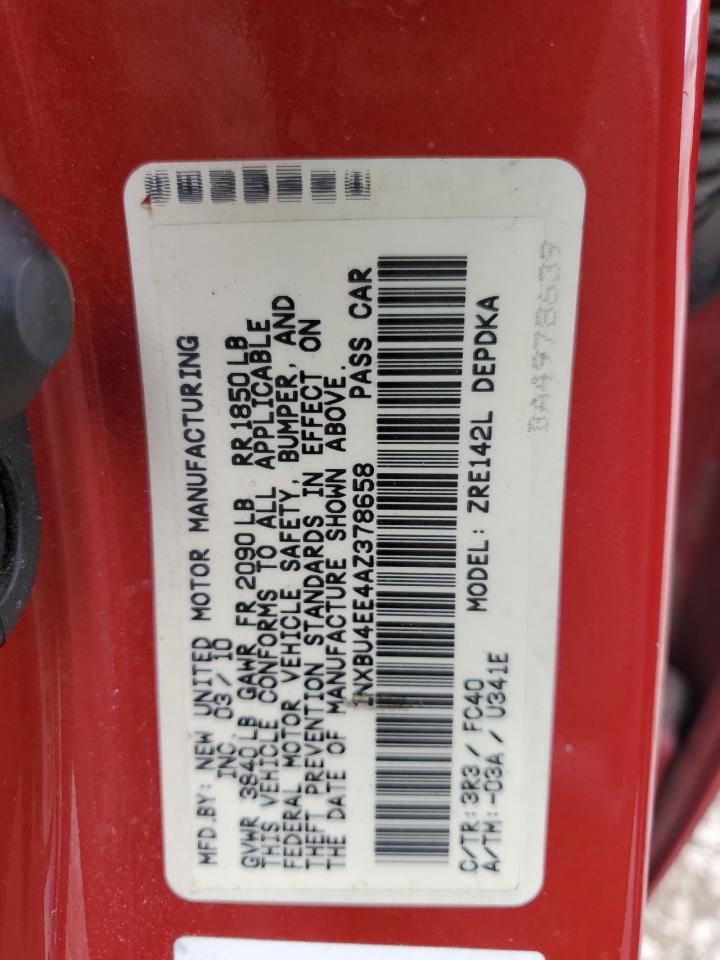 MFD.BY: NEW UNITED MOTOR MANUFACTURING
INC. 03/10
GVWR 3840LB GAWR FR 2090LB RR1850LB
THIS VEHICLE CONFORMS TO ALL APPLICABLE
FEDERAL MOTOR VEHICLE SAFETY, BUMPER, AND
THEFT PREVENTION STANDARDS IN EFFECT ON
THE DATE OF MANUFACTURE SHOWN ABOVE.
1NXBU4EE4AZ378658 PASS CAR
C/TR:3R3/FC40 MODEL: ZRE142L DEPDKA
A/TM:-03A/U341E